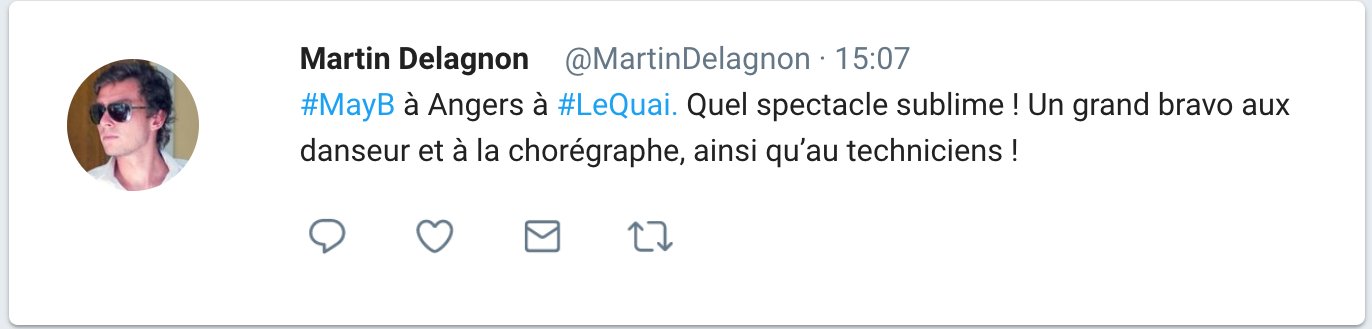 Martin Delagnon @MartinDelagnon · 15:07
#MayB à Angers à #LeQuai. Quel spectacle sublime ! Un grand bravo aux
danseur et à la chorégraphe, ainsi qu’au techniciens !